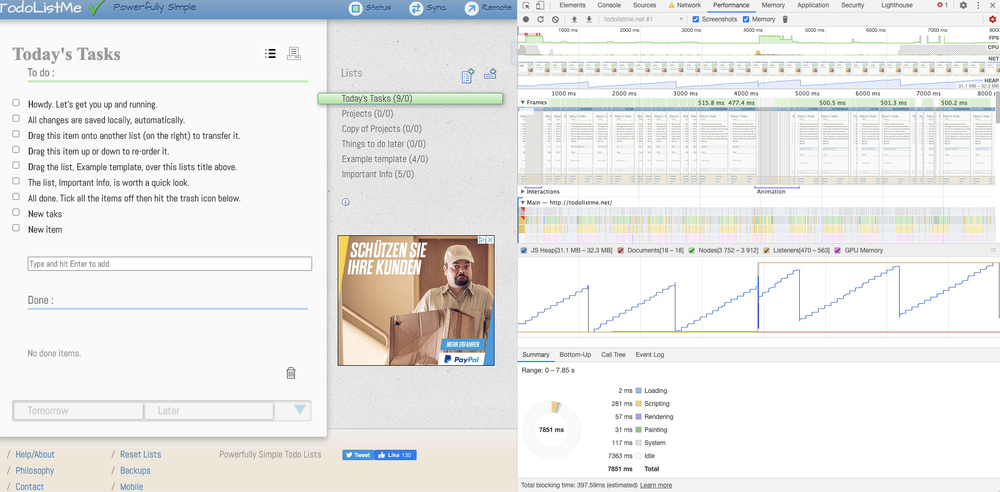 TodoListMe
Powerfully Simple
Status
Sync
Remote
Today's Tasks
To do :
Howdy. Let's get you up and running.
All changes are saved locally, automatically.
Drag this item onto another list (on the right) to transfer it.
Drag this item up or down to re-order it.
Drag the list, Example template, over this lists title above.
The list, Important Info, is worth a quick look.
All done. Tick all the items off then hit the trash icon below.
New taks
New item
Type and hit Enter to add
Done :
No done items.
Tomorrow
Later
Lists
Today's Tasks (9/0)
Projects (0/0)
Copy of Projects (0/0)
Things to do later (0/0)
Example template (4/0)
Important Info (5/0)
SCHÜTZEN SIE
IHRE KUNDEN
MEHR ERFAHREN
PayPal
/ Help/About
/ Philosophy
/ Contact
/ Reset Lists
/ Backups
/ Mobile
Powerfully Simple Todo Lists
Tweet
Like 130
Elements Console Sources Network Performance Memory Application Security Lighthouse 1
todolistme.net #1 Screenshots Memory
1000 ms 2000 ms 3000 ms 4000 ms 5000 ms 6000 ms 7000 ms 800
FPS
CPU
NET
HEAP
31.1 MB – 32.3 MB
1000 ms 2000 ms 3000 ms 4000 ms 5000 ms 6000 ms 7000 ms 8000 
Frames 515.8 ms 477.4 ms 500.5 ms 501.3 ms 500.2 ms
Interactions
Animation
Main — http://todolistme.net/
JS Heap[31.1 MB – 32.3 MB] Documents[18 – 18] Nodes[3 752 – 3 912] Listeners[470 – 563] GPU Memory
Summary Bottom-Up Call Tree Event Log
Range: 0 – 7.85 s
7851 ms
2 ms Loading
281 ms Scripting
57 ms Rendering
31 ms Painting
117 ms System
7363 ms Idle
7851 ms Total
Total blocking time: 397.59ms (estimated) Learn more